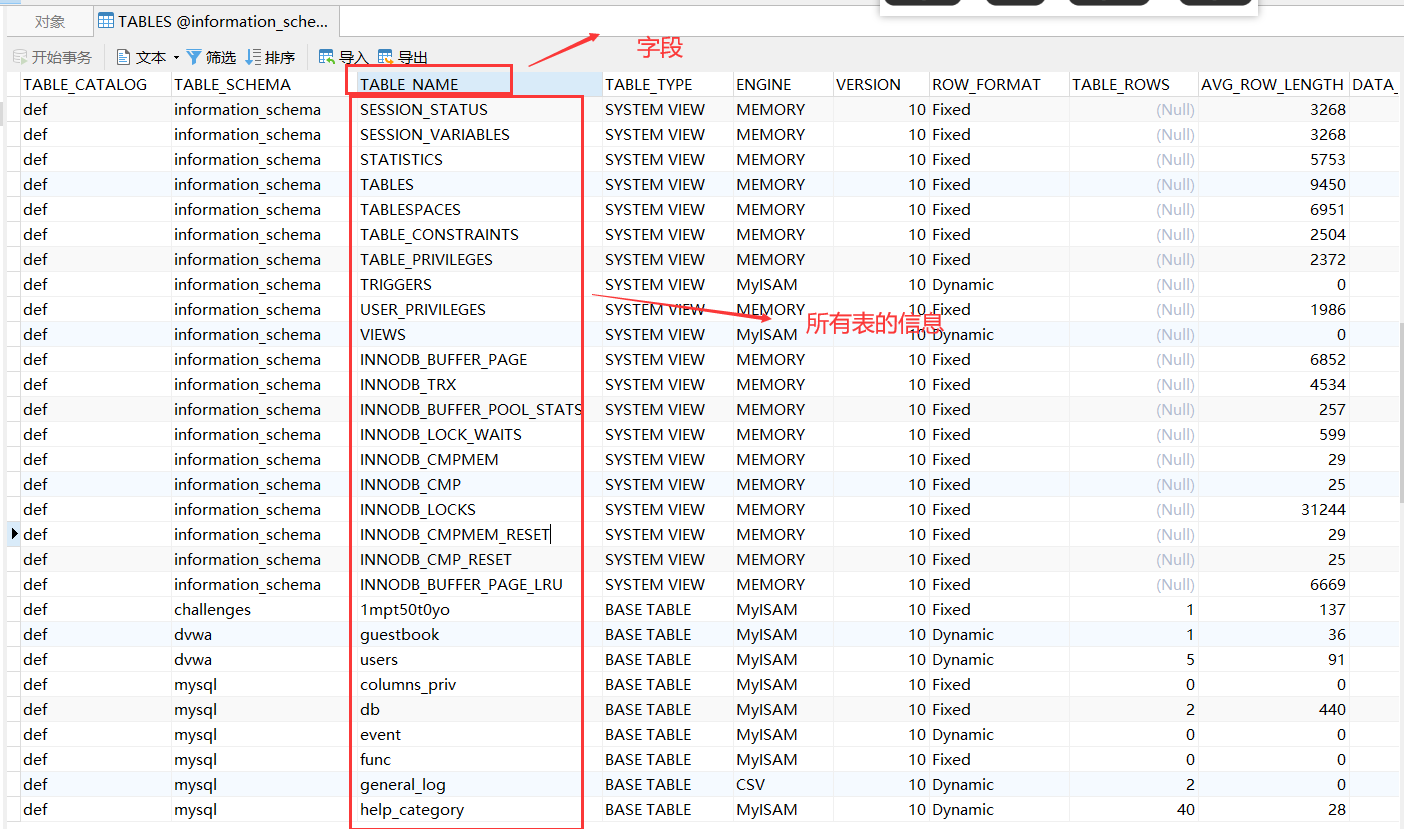 对象 TABLES @information_sche...
开始事务 文本 筛选 排序 导入 导出
字段
TABLE_CATALOG TABLE_SCHEMA TABLE_NAME TABLE_TYPE ENGINE VERSION ROW_FORMAT TABLE_ROWS AVG_ROW_LENGTH DATA_
def information_schema SESSION_STATUS SYSTEM VIEW MEMORY 10 Fixed (Null) 3268
def information_schema SESSION_VARIABLES SYSTEM VIEW MEMORY 10 Fixed (Null) 3268
def information_schema STATISTICS SYSTEM VIEW MEMORY 10 Fixed (Null) 5753
def information_schema TABLES SYSTEM VIEW MEMORY 10 Fixed (Null) 9450
def information_schema TABLESPACES SYSTEM VIEW MEMORY 10 Fixed (Null) 6951
def information_schema TABLE_CONSTRAINTS SYSTEM VIEW MEMORY 10 Fixed (Null) 2504
def information_schema TABLE_PRIVILEGES SYSTEM VIEW MEMORY 10 Fixed (Null) 2372
def information_schema TRIGGERS SYSTEM VIEW MyISAM 10 Dynamic (Null) 0
def information_schema USER_PRIVILEGES SYSTEM VIEW MEMORY 10 Fixed (Null) 1986
所有表的信息
def information_schema VIEWS SYSTEM VIEW MyISAM 10 Dynamic (Null) 0
def information_schema INNODB_BUFFER_PAGE SYSTEM VIEW MEMORY 10 Fixed (Null) 6852
def information_schema INNODB_TRX SYSTEM VIEW MEMORY 10 Fixed (Null) 4534
def information_schema INNODB_BUFFER_POOL_STATS SYSTEM VIEW MEMORY 10 Fixed (Null) 257
def information_schema INNODB_LOCK_WAITS SYSTEM VIEW MEMORY 10 Fixed (Null) 599
def information_schema INNODB_CMPMEM SYSTEM VIEW MEMORY 10 Fixed (Null) 29
def information_schema INNODB_CMP SYSTEM VIEW MEMORY 10 Fixed (Null) 25
def information_schema INNODB_LOCKS SYSTEM VIEW MEMORY 10 Fixed (Null) 31244
def information_schema INNODB_CMPMEM_RESET SYSTEM VIEW MEMORY 10 Fixed (Null) 29
def information_schema INNODB_CMP_RESET SYSTEM VIEW MEMORY 10 Fixed (Null) 25
def information_schema INNODB_BUFFER_PAGE_LRU SYSTEM VIEW MEMORY 10 Fixed (Null) 6669
def challenges 1mpt50t0yo BASE TABLE MyISAM 10 Fixed 1 137
def dvwa guestbook BASE TABLE MyISAM 10 Dynamic 1 36
def dvwa users BASE TABLE MyISAM 10 Dynamic 5 91
def mysql columns_priv BASE TABLE MyISAM 10 Fixed 0 0
def mysql db BASE TABLE MyISAM 10 Fixed 2 440
def mysql event BASE TABLE MyISAM 10 Dynamic 0 0
def mysql func BASE TABLE MyISAM 10 Fixed 0 0
def mysql general_log BASE TABLE CSV 10 Dynamic 2 0
def mysql help_category BASE TABLE MyISAM 10 Dynamic 40 28